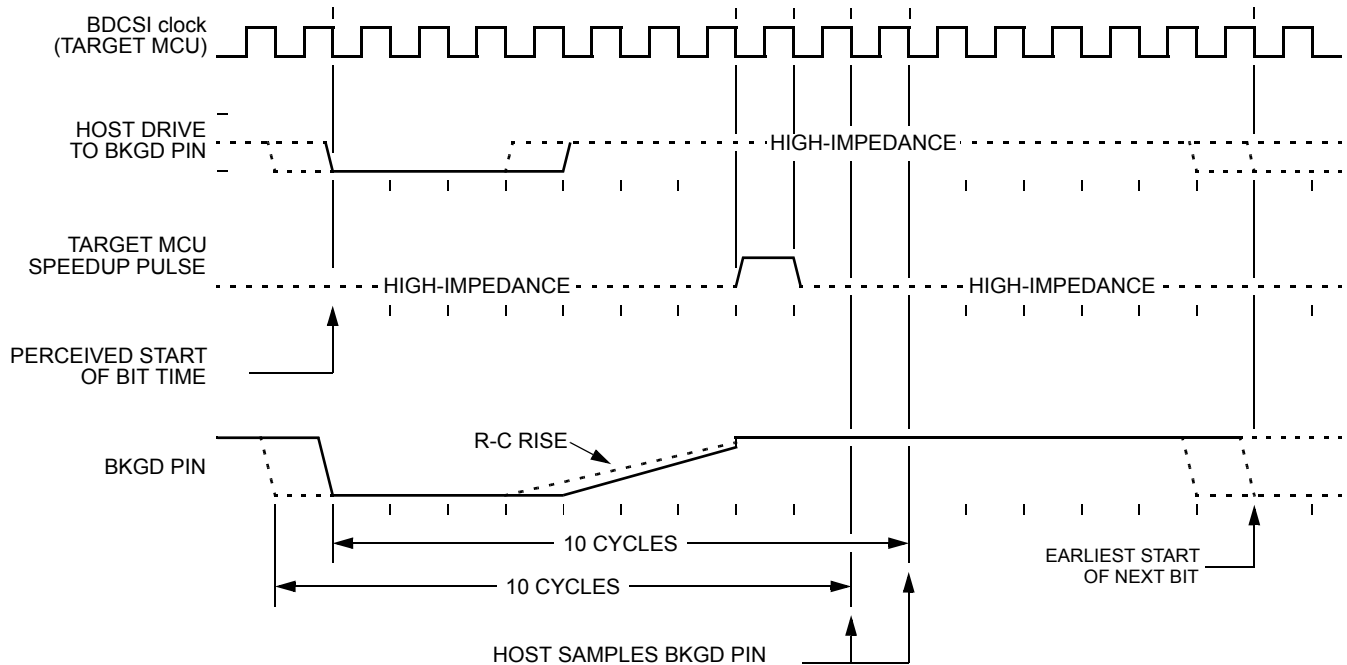 BDCSI clock
(TARGET MCU)
HOST DRIVE
TO BKGD PIN
HIGH-IMPEDANCE
TARGET MCU
SPEEDUP PULSE
HIGH-IMPEDANCE
HIGH-IMPEDANCE
PERCEIVED START
OF BIT TIME
R-C RISE
BKGD PIN
10 CYCLES
EARLIEST START
OF NEXT BIT
10 CYCLES
HOST SAMPLES BKGD PIN